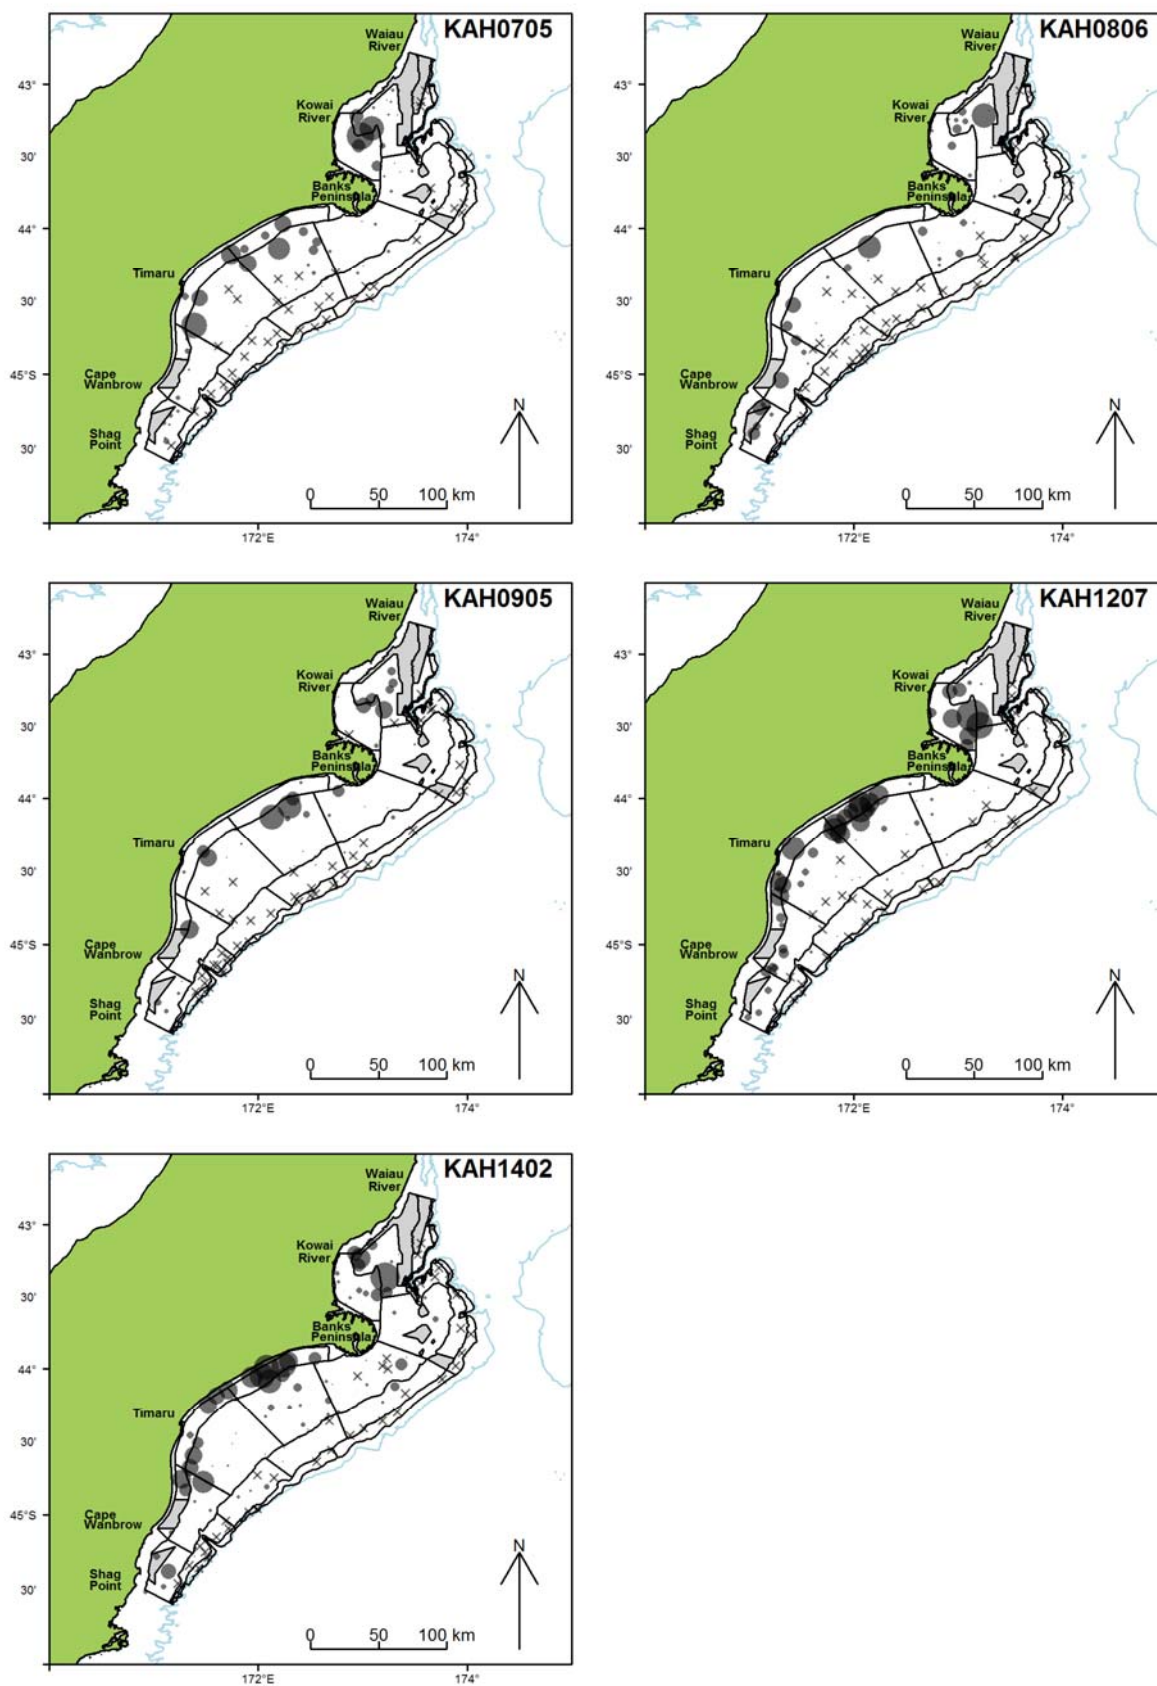 KAH0705
Waiau
River
43°
Kowai
River
30'
Banks
Peninsula
44°
Timaru
30'
Cape
Wanbrow
45°S
Shag
Point
30'
N
0 50 100 km
172°E 174°
KAH0806
Waiau
River
43°
Kowai
River
30'
Banks
Peninsula
44°
Timaru
30'
Cape
Wanbrow
45°S
Shag
Point
30'
N
0 50 100 km
172°E 174°
KAH0905
Waiau
River
43°
Kowai
River
30'
Banks
Peninsula
44°
Timaru
30'
Cape
Wanbrow
45°S
Shag
Point
30'
N
0 50 100 km
172°E 174°
KAH1207
Waiau
River
43°
Kowai
River
30'
Banks
Peninsula
44°
Timaru
30'
Cape
Wanbrow
45°S
Shag
Point
30'
N
0 50 100 km
172°E 174°
KAH1402
Waiau
River
43°
Kowai
River
30'
Banks
Peninsula
44°
Timaru
30'
Cape
Wanbrow
45°S
Shag
Point
30'
N
0 50 100 km
172°E 174°